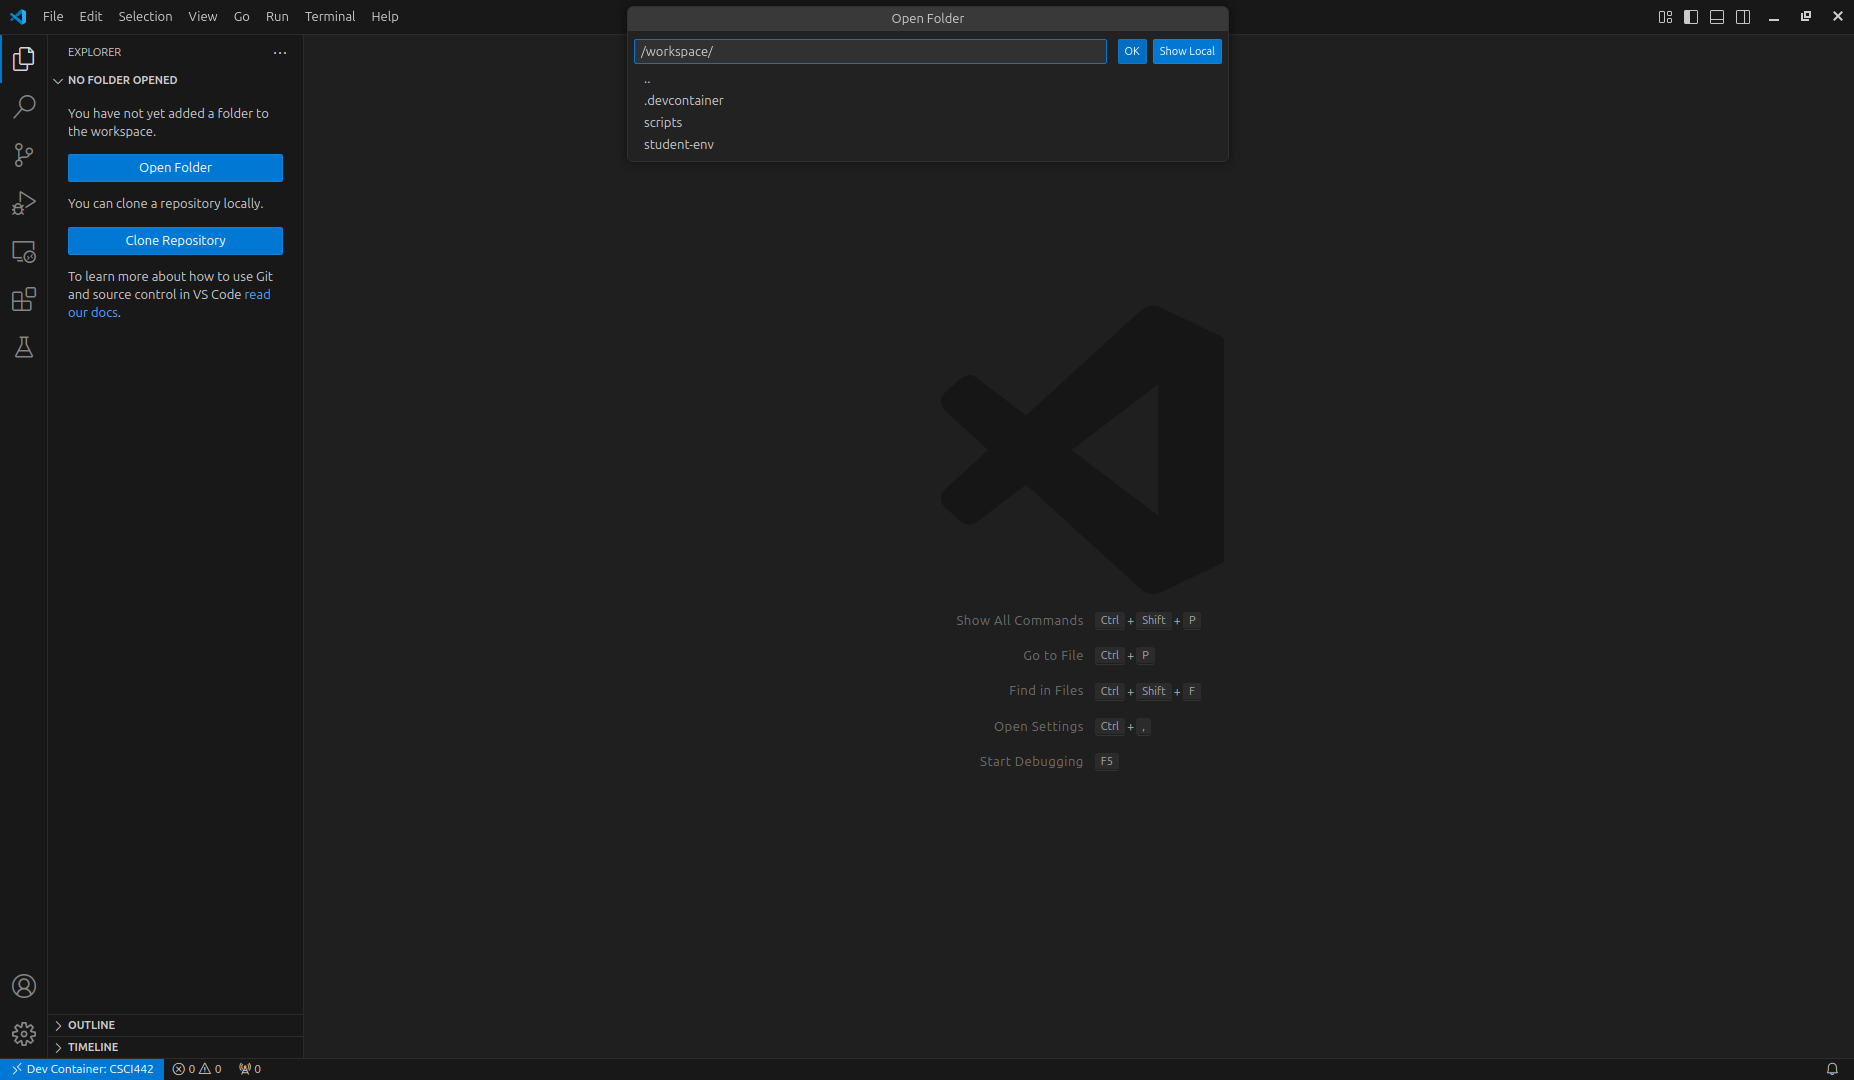 File Edit Selection View Go Run Terminal Help
Open Folder
/workspace/ OK Show Local
..
.devcontainer
scripts
student-env
EXPLORER
NO FOLDER OPENED
You have not yet added a folder to
the workspace.
Open Folder
You can clone a repository locally.
Clone Repository
To learn more about how to use Git
and source control in VS Code read
our docs.
Show All Commands Ctrl + Shift + P
Go to File Ctrl + P
Find in Files Ctrl + Shift + F
Open Settings Ctrl + ,
Start Debugging F5
OUTLINE
TIMELINE
Dev Container: CSCI442 0 0 0